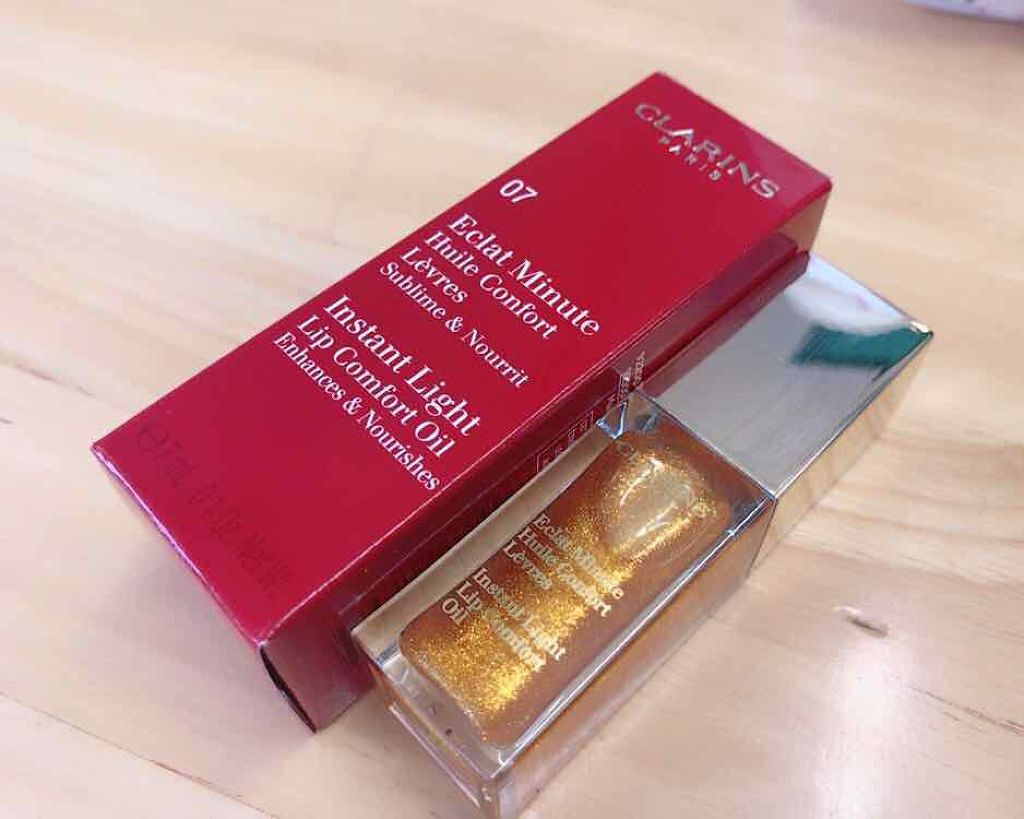 CLARINS
PARIS
07
Eclat Minute
Huile Confort
Lèvres
Sublime & Nourrit
Instant Light
Lip Comfort Oil
Enhances & Nourishes
Eclat Minute
Huile Confort
Lèvres
Instant Light
Lip Comfort
Oil